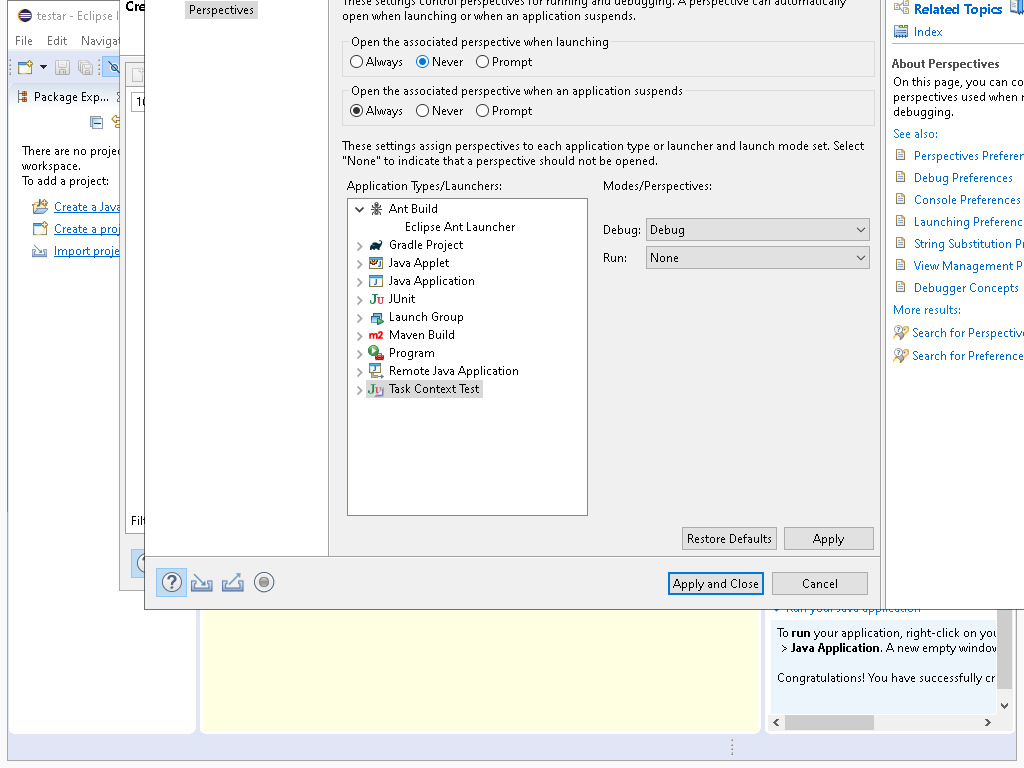 testar - Eclipse
File Edit Navigat
Package Exp...
There are no proje
workspace.
To add a project:
Create a Java
Create a proj
Import proje
Cre
10
Filt
Perspectives
These settings control perspectives for running and debugging. A perspective can automatically
open when launching or when an application suspends.
Open the associated perspective when launching
Always Never Prompt
Open the associated perspective when an application suspends
Always Never Prompt
These settings assign perspectives to each application type or launcher and launch mode set. Select
"None" to indicate that a perspective should not be opened.
Application Types/Launchers:
Ant Build
Eclipse Ant Launcher
Gradle Project
Java Applet
Java Application
JUnit
Launch Group
Maven Build
Program
Remote Java Application
Task Context Test
Modes/Perspectives:
Debug: Debug
Run: None
Restore Defaults Apply
Apply and Close Cancel
Related Topics
Index
About Perspectives
On this page, you can co
perspectives used when r
debugging.
See also:
Perspectives Preferen
Debug Preferences
Console Preferences
Launching Preferenc
String Substitution Pr
View Management P
Debugger Concepts
More results:
Search for Perspective
Search for Preference
Run your Java application
To run your application, right-click on you
> Java Application. A new empty window
Congratulations! You have successfully cr